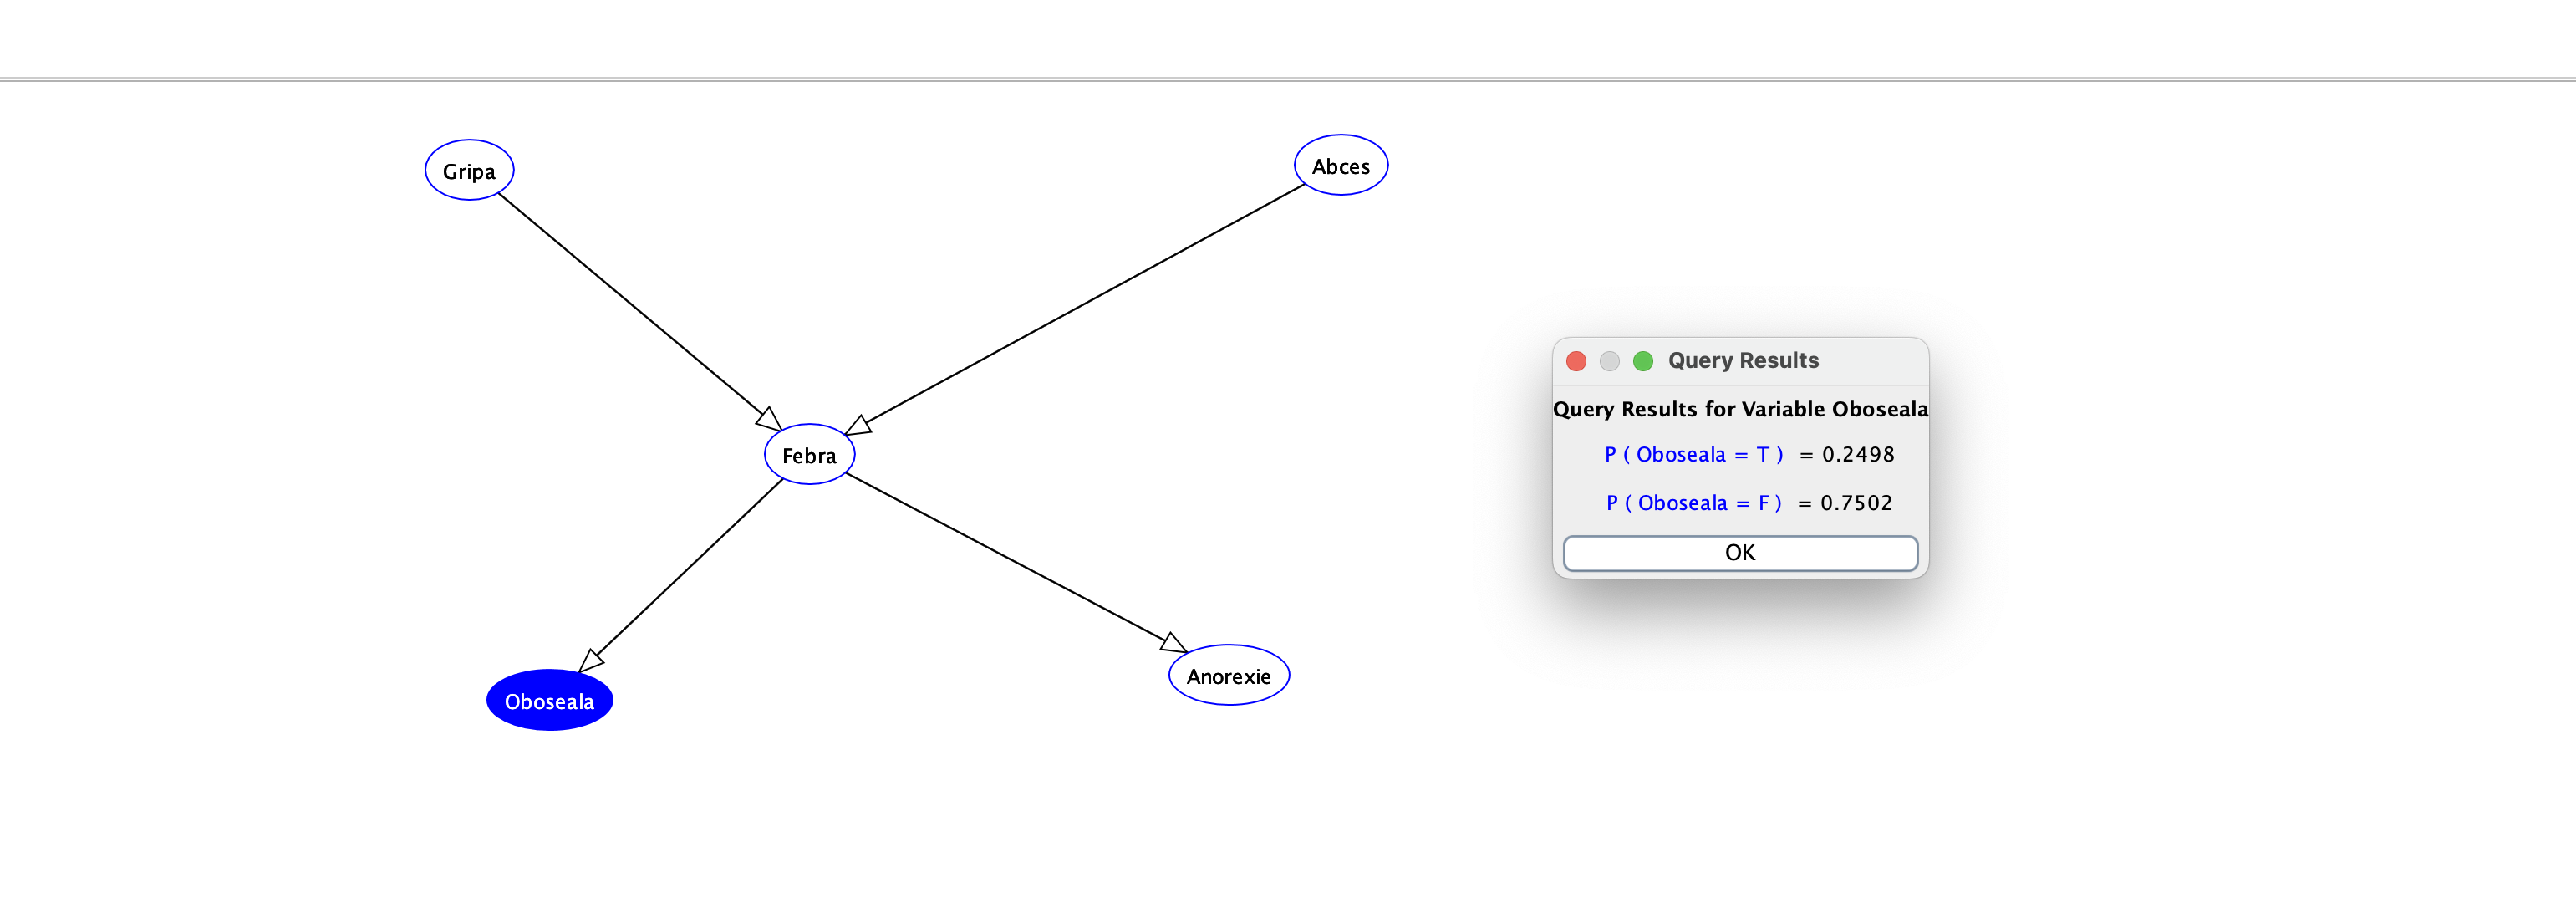 Gripa
Abces
Febra
Oboseala
Anorexie
Query Results
Query Results for Variable Oboseala
P ( Oboseala = T ) = 0.2498
P ( Oboseala = F ) = 0.7502
OK